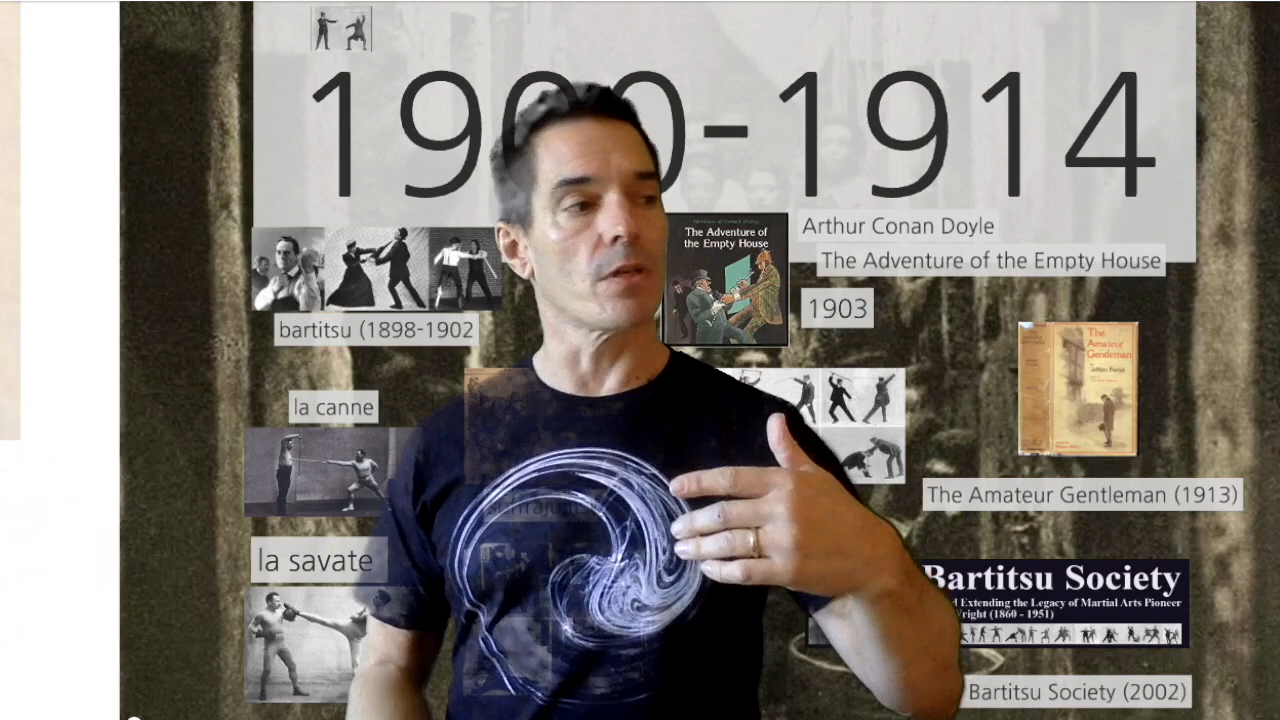 1900-1914
The Adventure of
the Empty House
Arthur Conan Doyle
The Adventure of the Empty House
1903
bartitsu (1898-1902
la canne
The
Amateur
Gentleman
The Amateur Gentleman (1913)
la savate
Bartitsu Society
Extending the Legacy of Martial Arts Pioneer
(1860 - 1951)
Bartitsu Society (2002)